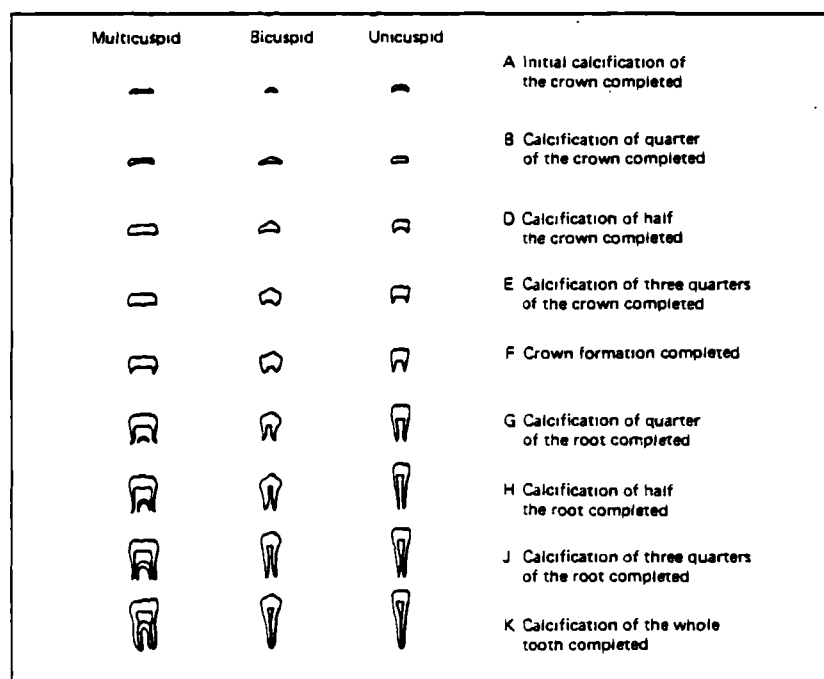 Multicuspid Bicuspid Unicuspid
A Initial calcification of
the crown completed
B Calcification of quarter
of the crown completed
D Calcification of half
the crown completed
E Calcification of three quarters
of the crown completed
F Crown formation completed
G Calcification of quarter
of the root completed
H Calcification of half
the root completed
J Calcification of three quarters
of the root completed
K Calcification of the whole
tooth completed